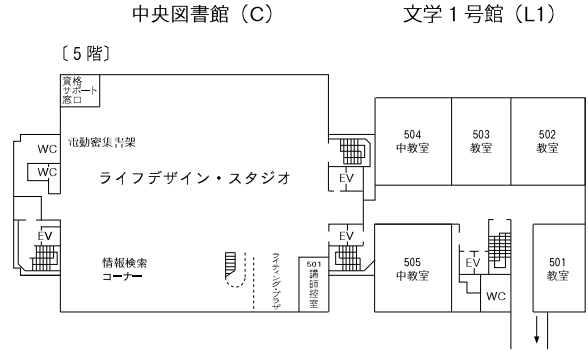 中央図書館（C）
文学1号館（L1）
〔5階〕
資格
サポート
窓口
電動密集書架
WC
WC
ライフデザイン・スタジオ
EV
EV
EV
情報検索
コーナー
ライティング・プラザ
501
講師控室
504
中教室
503
教室
502
教室
505
中教室
EV
WC
501
教室